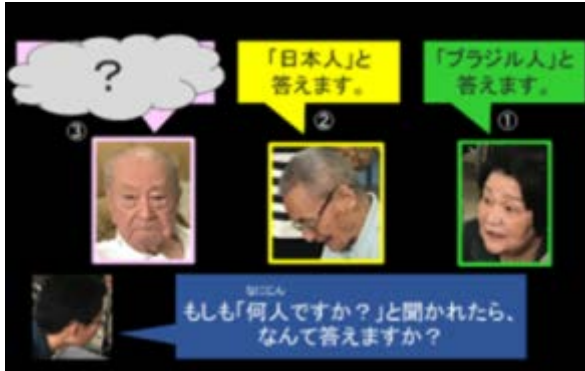 ?
「日本人」と
答えます。
「ブラジル人」と
答えます。
③
②
①
なにじん
もしも「何人ですか?」と聞かれたら、
なんて答えますか?